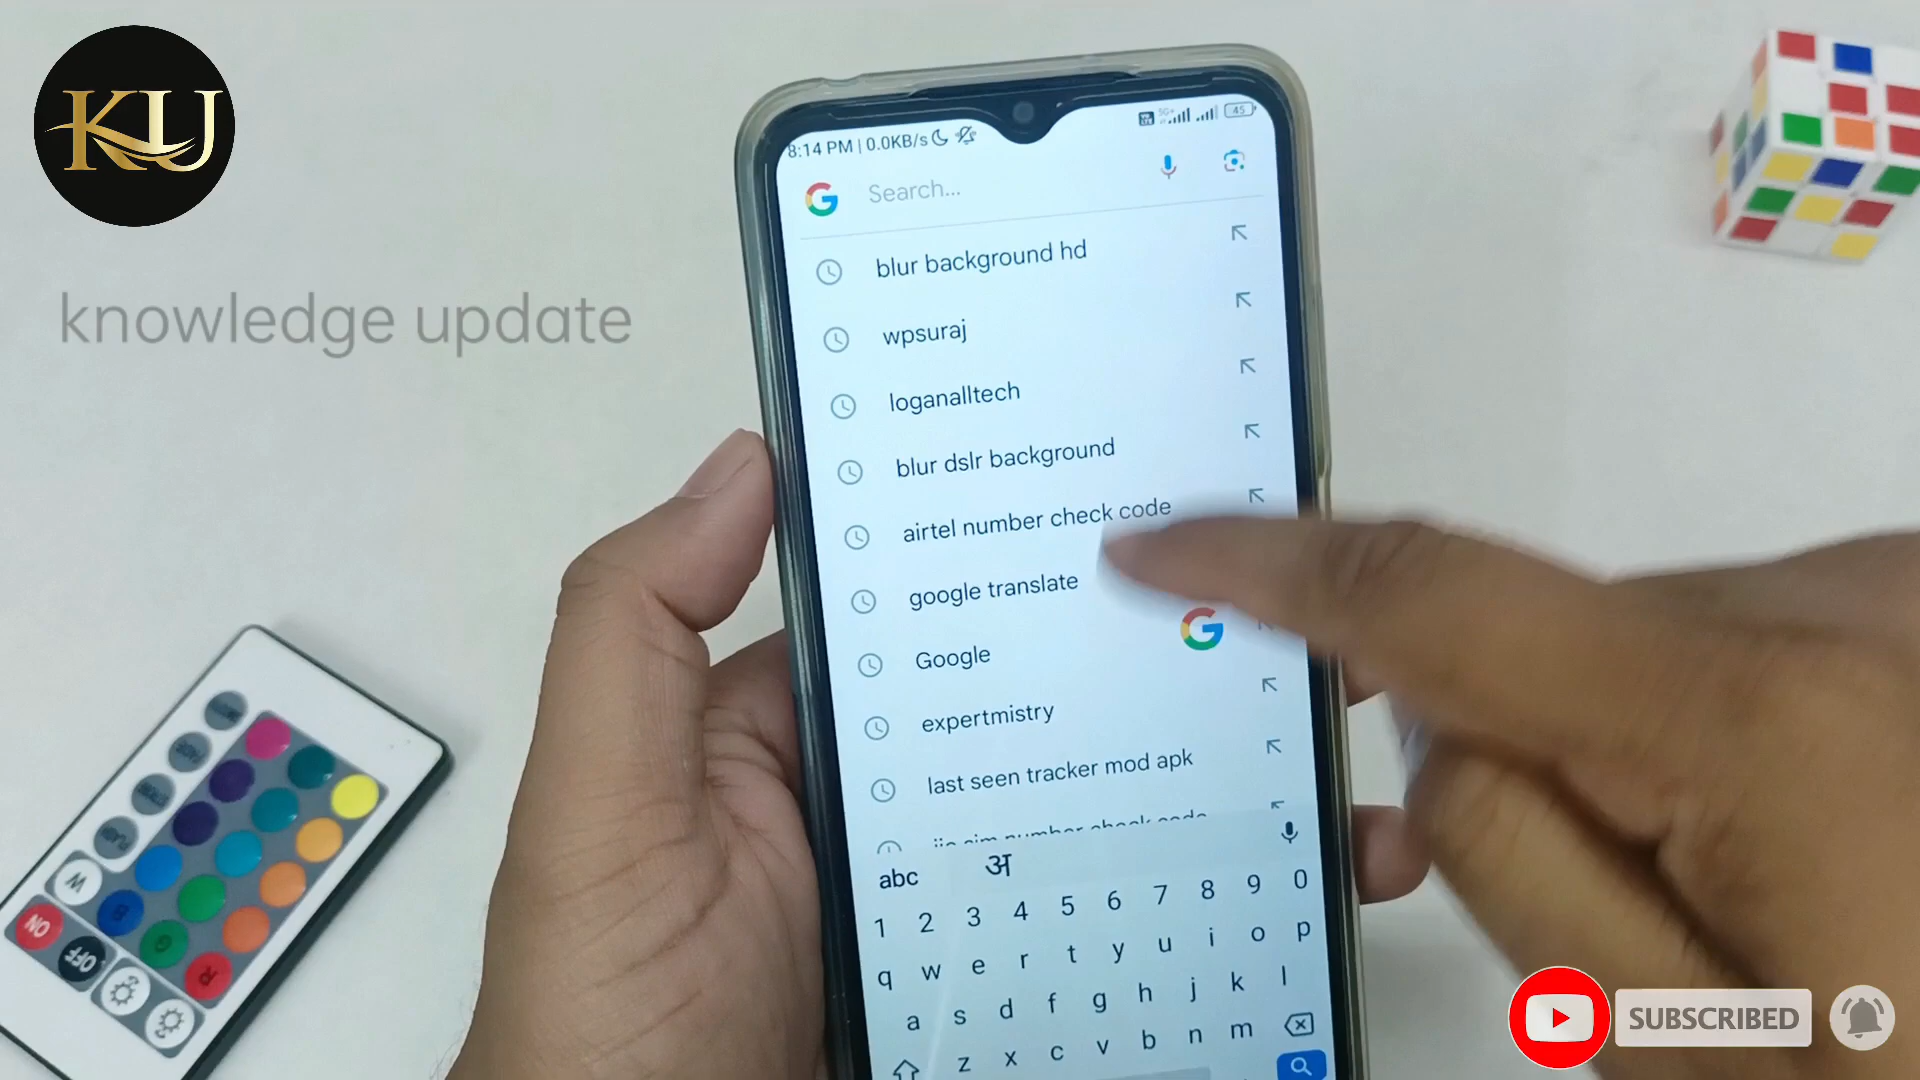 KU
knowledge update
8:14 PM | 0.0KB/s
5G+
45
Search...
blur background hd
wpsuraj
loganalltech
blur dslr background
airtel number check code
google translate
Google
expertmistry
last seen tracker mod apk
abc अ
1 2 3 4 5 6 7 8 9 0
q w e r t y u i o p
a s d f g h j k l
z x c v b n m
W
ON OFF
B G R
SUBSCRIBED